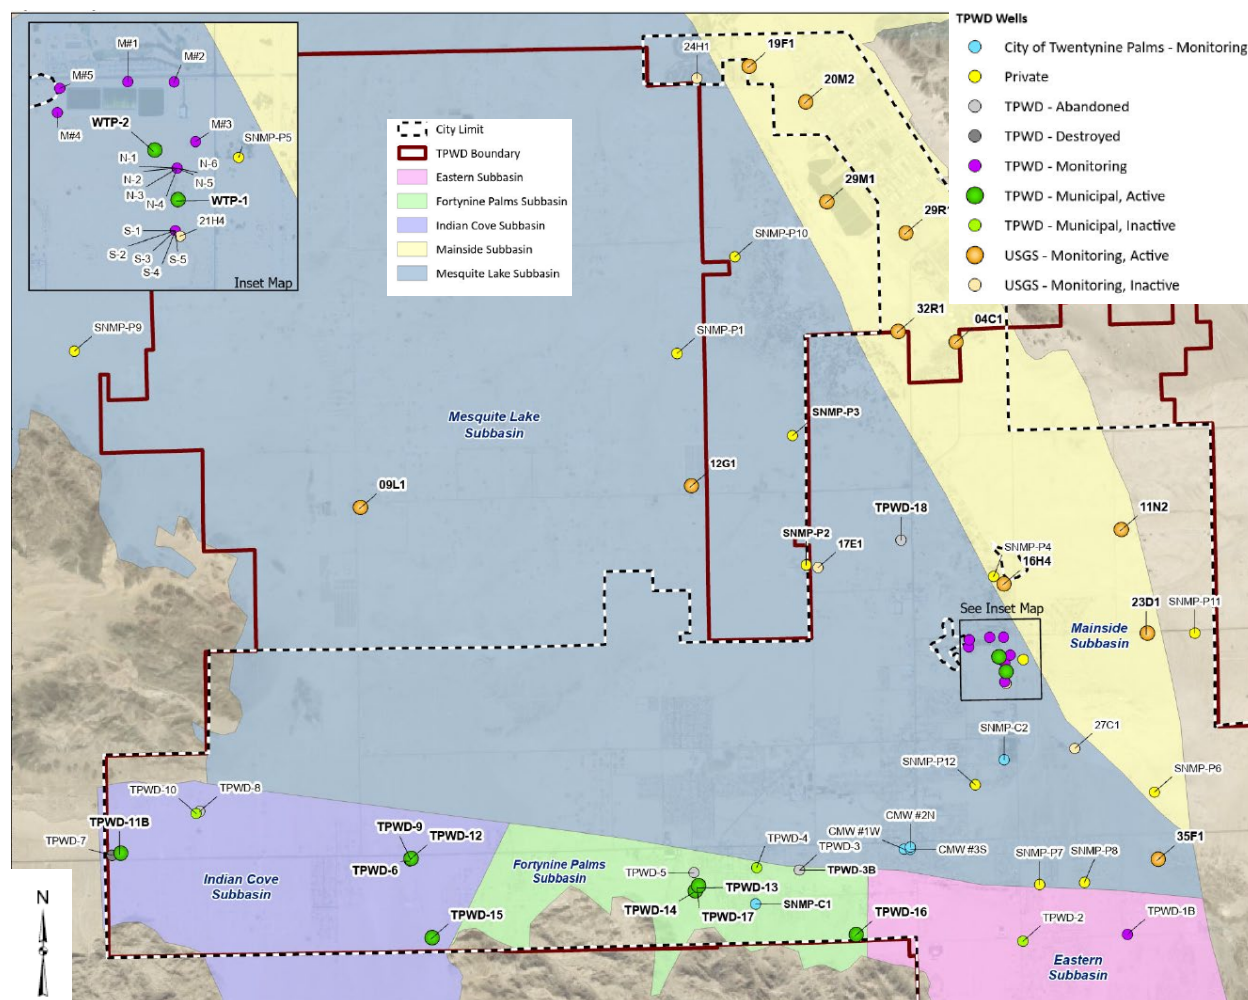 TPWD Wells
City of Twentynine Palms - Monitoring
Private
TPWD - Abandoned
TPWD - Destroyed
TPWD - Monitoring
TPWD - Municipal, Active
TPWD - Municipal, Inactive
USGS - Monitoring, Active
USGS - Monitoring, Inactive
City Limit
TPWD Boundary
Eastern Subbasin
Fortynine Palms Subbasin
Indian Cove Subbasin
Mainside Subbasin
Mesquite Lake Subbasin
M#1
M#2
M#5
M#4
WTP-2
M#3
SNMP-P5
N-1
N-6
N-2
N-5
N-3
N-4
WTP-1
S-1
21H4
S-2
S-3
S-5
S-4
Inset Map
24H1
19F1
20M2
29M1
SNMP-P10
32R1
04C1
SNMP-P9
SNMP-P1
Mesquite Lake
Subbasin
SNMP-P3
12G1
09L1
TPWD-18
11N2
SNMP-P2
17E1
SNMP-P4
16H4
See Inset Map
23D1
SNMP-P11
Mainside
Subbasin
SNMP-C2
27C1
SNMP-P12
SNMP-P6
TPWD-10
TPWD-8
TPWD-11B
TPWD-7
TPWD-9
TPWD-12
TPWD-6
CMW #2N
CMW #1W
CMW #3S
35F1
TPWD-4
TPWD-3
TPWD-3B
SNMP-P7
SNMP-P8
Fortynine Palms
Subbasin
TPWD-5
Indian Cove
Subbasin
TPWD-13
TPWD-14
TPWD-17
SNMP-C1
TPWD-15
TPWD-16
TPWD-2
TPWD-1B
Eastern
Subbasin
N